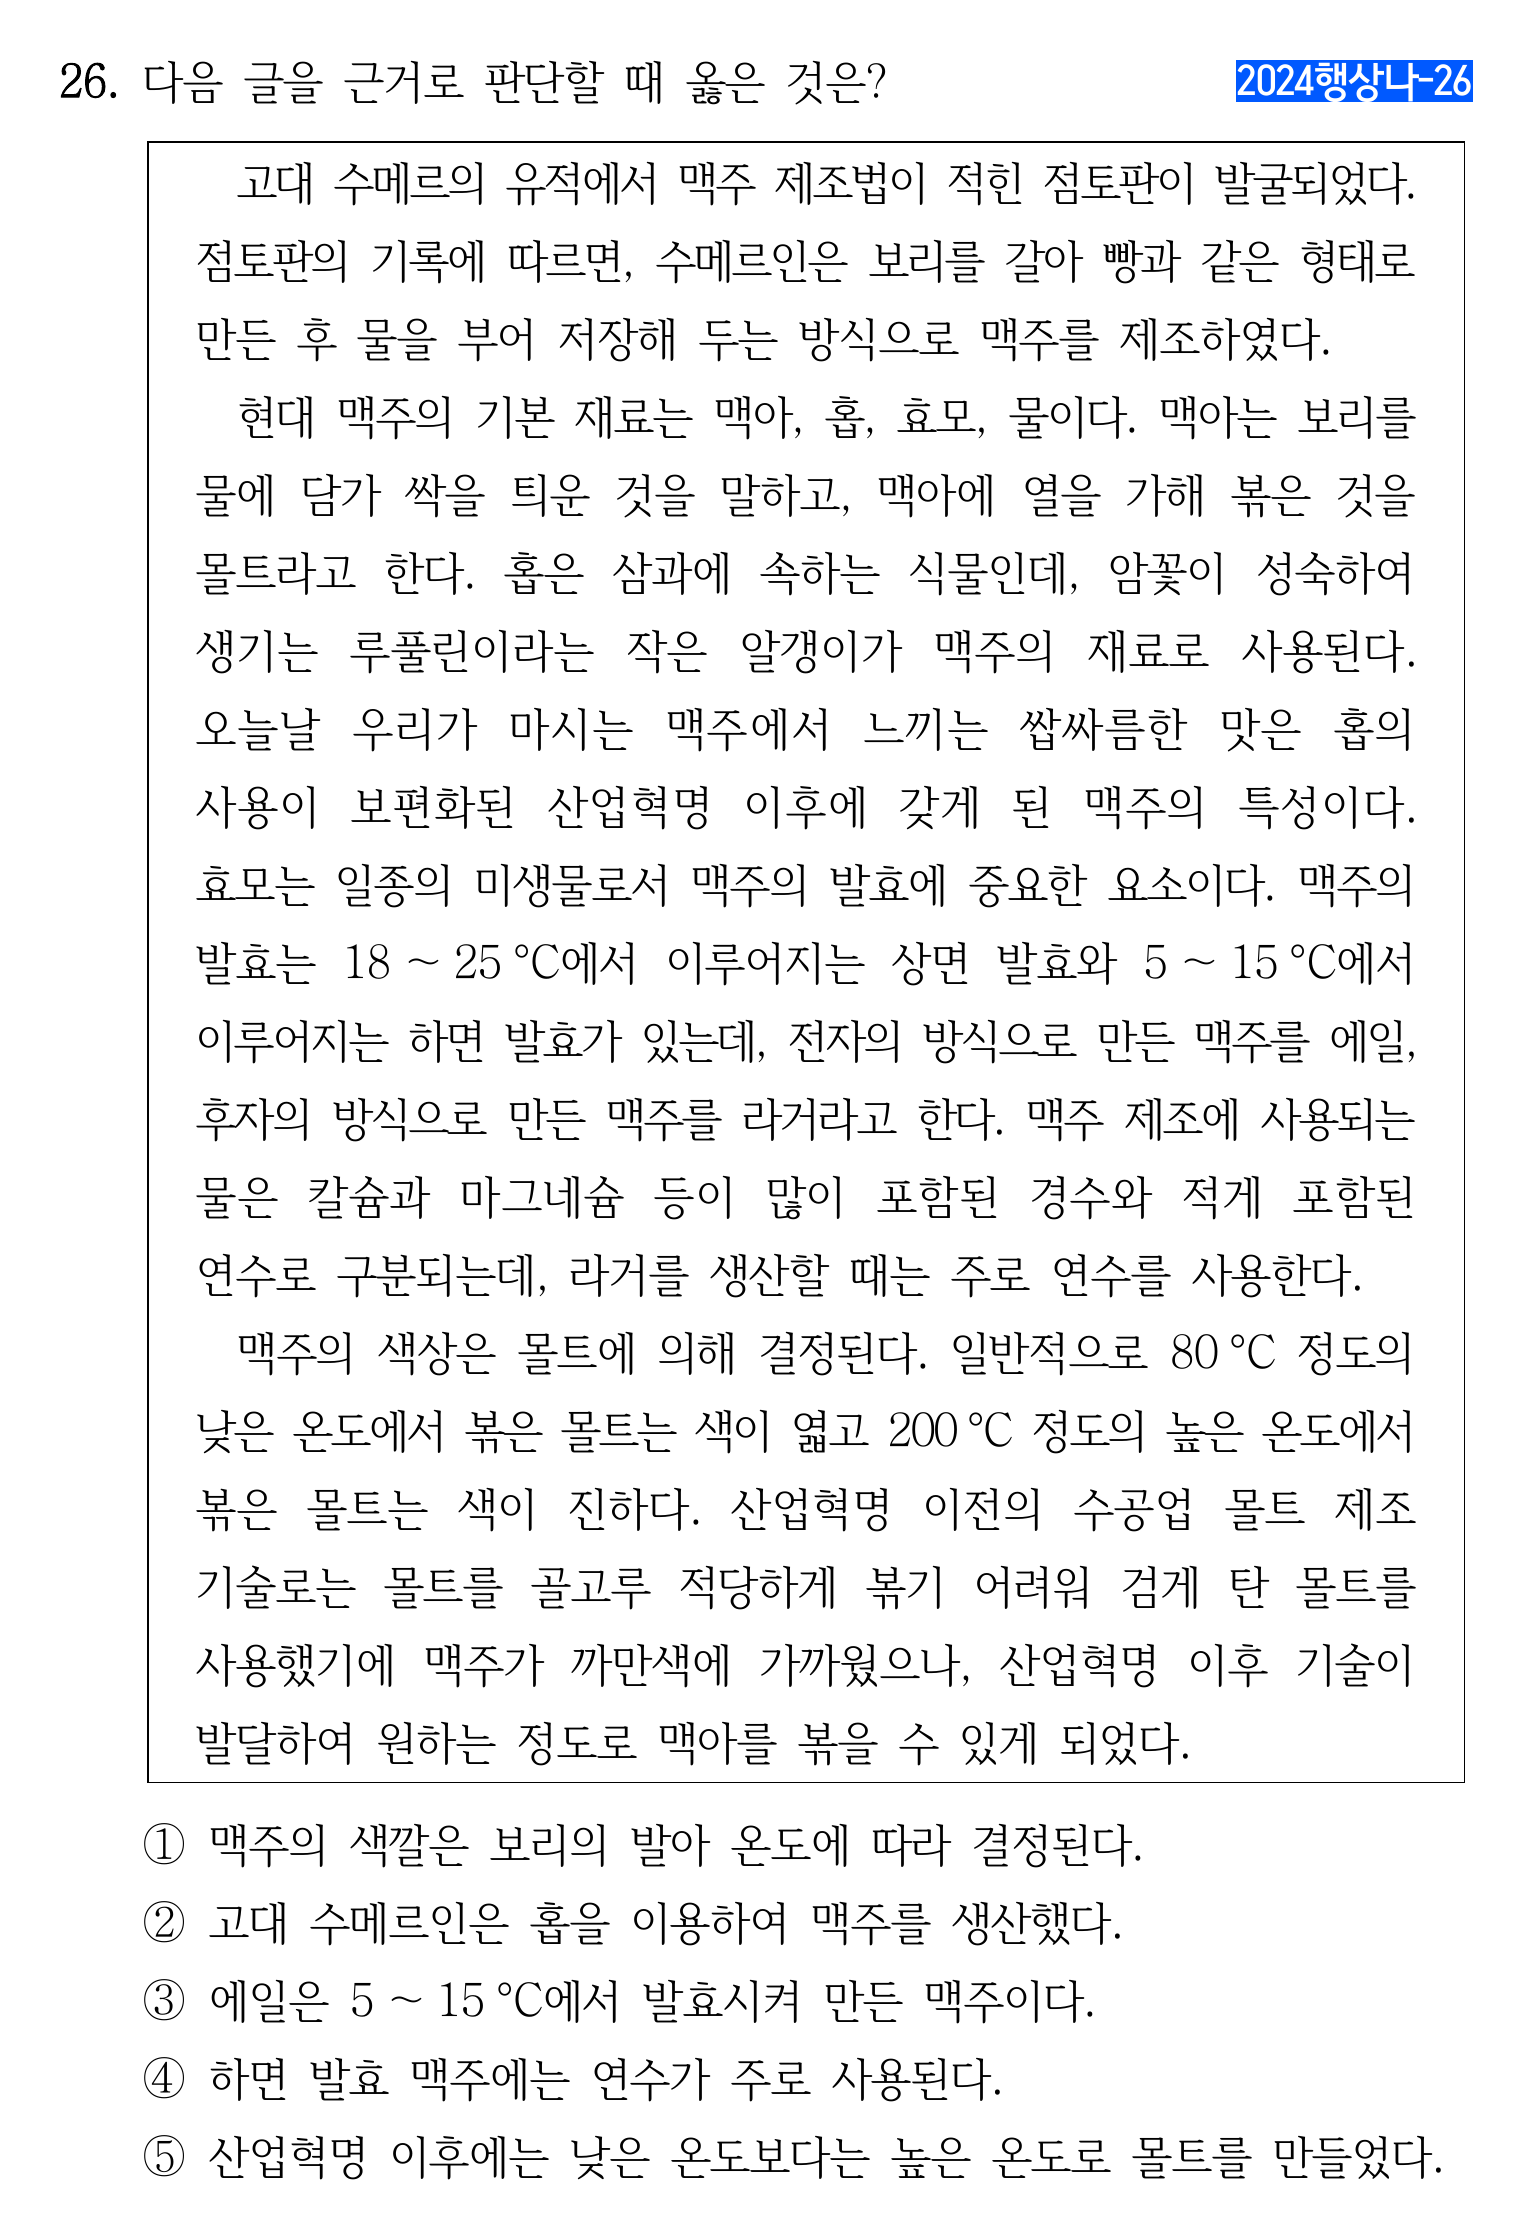 26. 다음 글을 근거로 판단할 때 옳은 것은?
2024행상나-26
고대 수메르의 유적에서 맥주 제조법이 적힌 점토판이 발굴되었다.
점토판의 기록에 따르면, 수메르인은 보리를 갈아 빵과 같은 형태로
만든 후 물을 부어 저장해 두는 방식으로 맥주를 제조하였다.
현대 맥주의 기본 재료는 맥아, 홉, 효모, 물이다. 맥아는 보리를
물에 담가 싹을 틔운 것을 말하고, 맥아에 열을 가해 볶은 것을
몰트라고 한다. 홉은 삼과에 속하는 식물인데, 암꽃이 성숙하여
생기는 루풀린이라는 작은 알갱이가 맥주의 재료로 사용된다.
오늘날 우리가 마시는 맥주에서 느끼는 쌉싸름한 맛은 홉의
사용이 보편화된 산업혁명 이후에 갖게 된 맥주의 특성이다.
효모는 일종의 미생물로서 맥주의 발효에 중요한 요소이다. 맥주의
발효는 18 ~ 25 ℃에서 이루어지는 상면 발효와 5 ~ 15 ℃에서
이루어지는 하면 발효가 있는데, 전자의 방식으로 만든 맥주를 에일,
후자의 방식으로 만든 맥주를 라거라고 한다. 맥주 제조에 사용되는
물은 칼슘과 마그네슘 등이 많이 포함된 경수와 적게 포함된
연수로 구분되는데, 라거를 생산할 때는 주로 연수를 사용한다.
맥주의 색상은 몰트에 의해 결정된다. 일반적으로 80 ℃ 정도의
낮은 온도에서 볶은 몰트는 색이 엷고 200 ℃ 정도의 높은 온도에서
볶은 몰트는 색이 진하다. 산업혁명 이전의 수공업 몰트 제조
기술로는 몰트를 골고루 적당하게 볶기 어려워 검게 탄 몰트를
사용했기에 맥주가 까만색에 가까웠으나, 산업혁명 이후 기술이
발달하여 원하는 정도로 맥아를 볶을 수 있게 되었다.
① 맥주의 색깔은 보리의 발아 온도에 따라 결정된다.
② 고대 수메르인은 홉을 이용하여 맥주를 생산했다.
③ 에일은 5 ~ 15 ℃에서 발효시켜 만든 맥주이다.
④ 하면 발효 맥주에는 연수가 주로 사용된다.
⑤ 산업혁명 이후에는 낮은 온도보다는 높은 온도로 몰트를 만들었다.